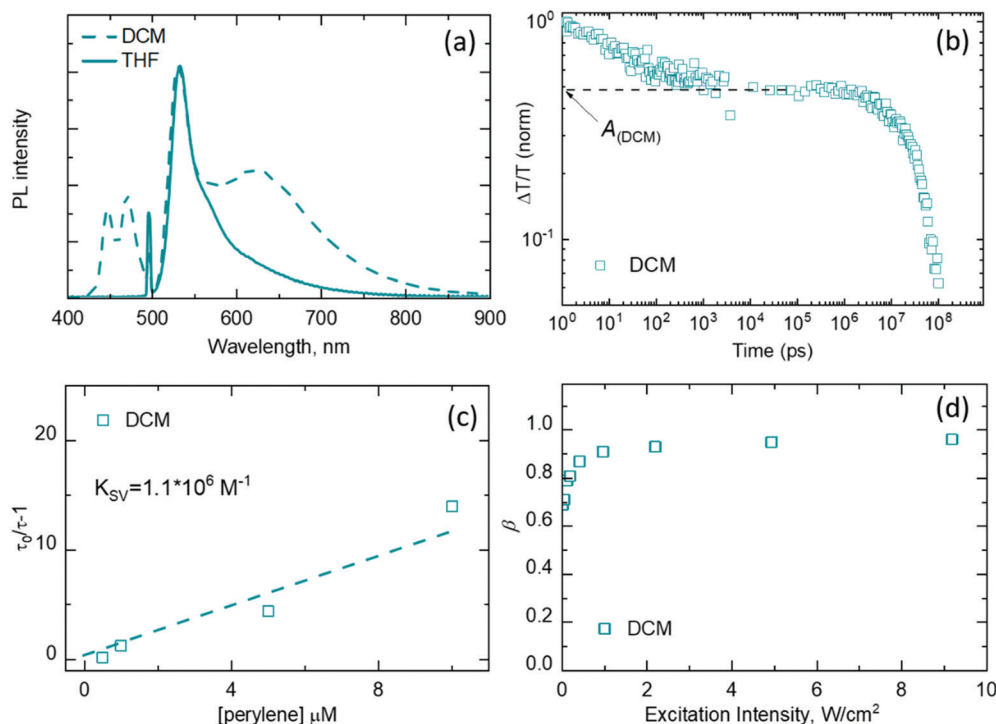 (a)
DCM
THF
PL intensity
400 500 600 700 800 900
Wavelength, nm
(b)
10⁰
10⁻¹
ΔT/T (norm)
A(DCM)
DCM
10⁰ 10¹ 10² 10³ 10⁴ 10⁵ 10⁶ 10⁷ 10⁸
Time (ps)
(c)
DCM
K_SV=1.1*10⁶ M⁻¹
20
10
0
τ₀/τ-1
0 4 8
[perylene] μM
(d)
1.0
0.8
0.6
0.4
0.2
0.0
β
DCM
0 2 4 6 8 10
Excitation Intensity, W/cm²